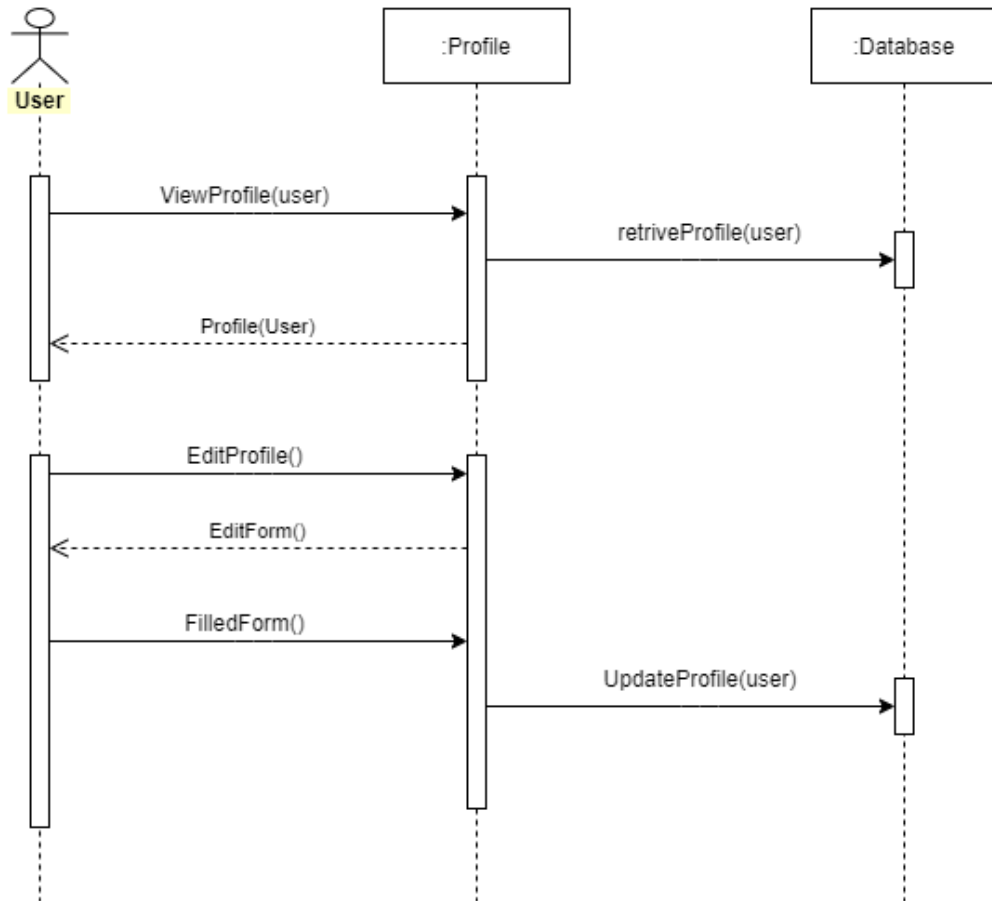 :Profile
:Database
User
ViewProfile(user)
retriveProfile(user)
Profile(User)
EditProfile()
EditForm()
FilledForm()
UpdateProfile(user)